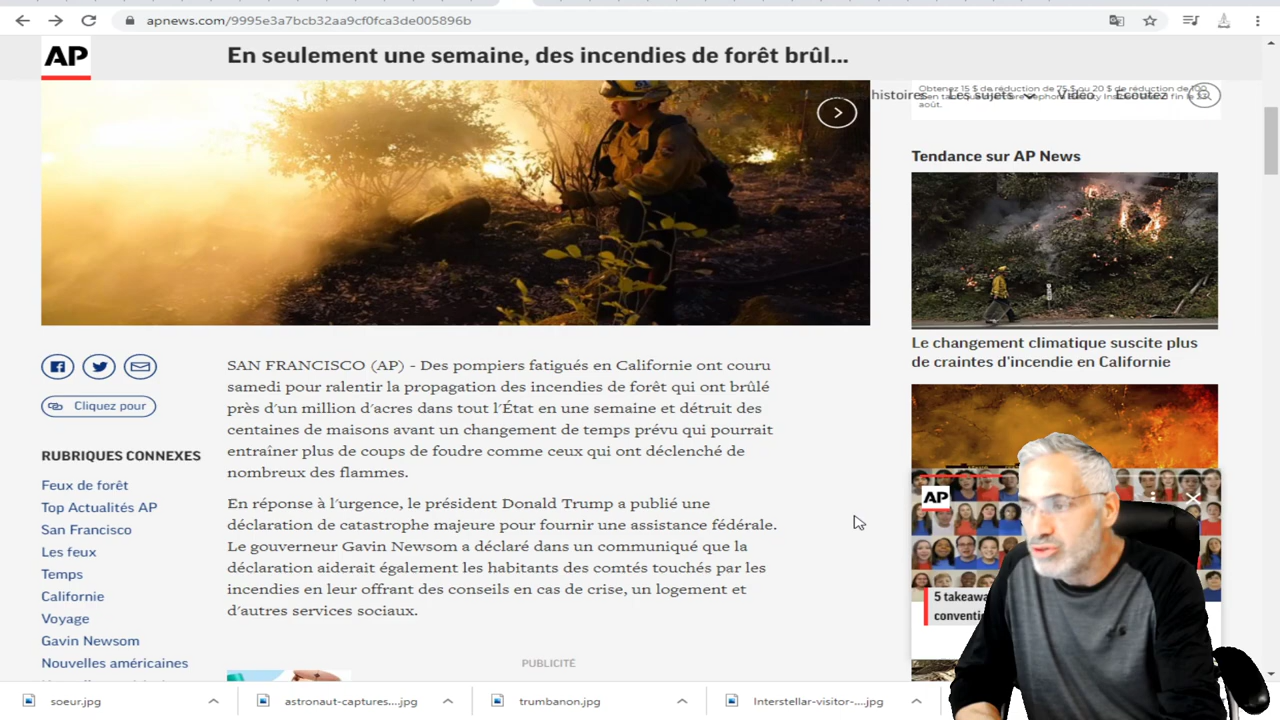 apnews.com/9995e3a7bcb32aa9cf0fca3de005896b
AP
En seulement une semaine, des incendies de forêt brûl...
histoires Les sujets Vidéo Écoutez
Obtenez 15 $ de réduction de 75 $ ou 20 $ de réduction de 100
août.
Tendance sur AP News
Le changement climatique suscite plus
de craintes d'incendie en Californie
Cliquez pour
SAN FRANCISCO (AP) - Des pompiers fatigués en Californie ont couru
samedi pour ralentir la propagation des incendies de forêt qui ont brûlé
près d'un million d'acres dans tout l'État en une semaine et détruit des
centaines de maisons avant un changement de temps prévu qui pourrait
entraîner plus de coups de foudre comme ceux qui ont déclenché de
nombreux des flammes.
En réponse à l'urgence, le président Donald Trump a publié une
déclaration de catastrophe majeure pour fournir une assistance fédérale.
Le gouverneur Gavin Newsom a déclaré dans un communiqué que la
déclaration aiderait également les habitants des comtés touchés par les
incendies en leur offrant des conseils en cas de crise, un logement et
d'autres services sociaux.
PUBLICITÉ
RUBRIQUES CONNEXES
Feux de forêt
Top Actualités AP
San Francisco
Les feux
Temps
Californie
Voyage
Gavin Newsom
Nouvelles américaines
AP
5 takeawa
conventi
soeur.jpg
astronaut-captures....jpg
trumbanon.jpg
Interstellar-visitor-....jpg